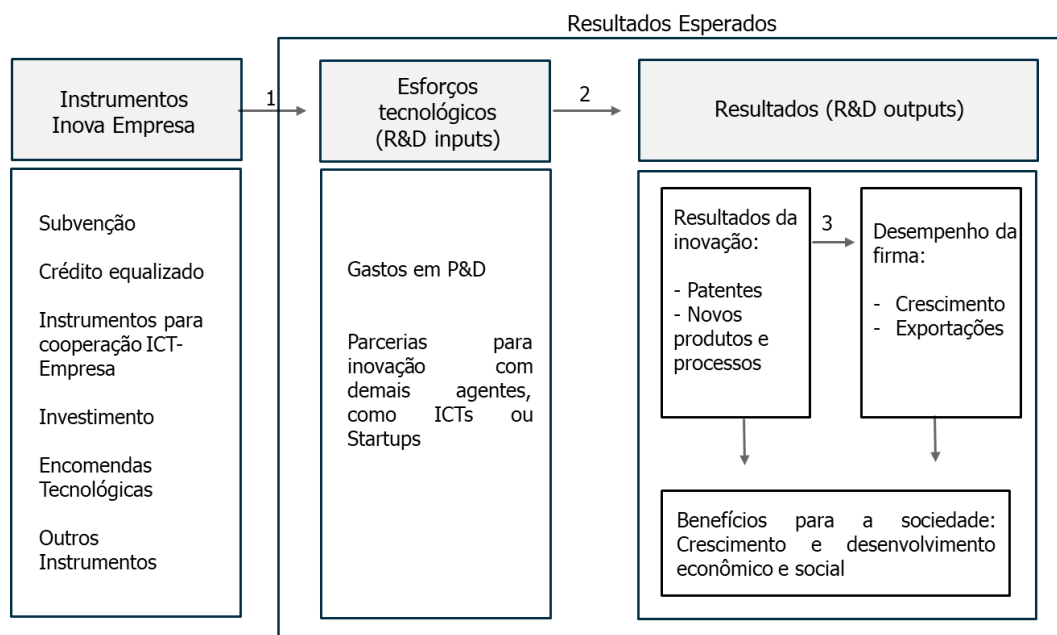 Resultados Esperados
Instrumentos
Inova Empresa
1
Esforços
tecnológicos
(R&D inputs)
2
Resultados (R&D outputs)
Subvenção
Crédito equalizado
Instrumentos para
cooperação ICT-
Empresa
Investimento
Encomendas
Tecnológicas
Outros
Instrumentos
Gastos em P&D
Parcerias para
inovação com
demais agentes,
como ICTs ou
Startups
Resultados da
inovação:
- Patentes
- Novos
produtos e
processos
3
Desempenho da
firma:
- Crescimento
- Exportações
Benefícios para a sociedade:
Crescimento e desenvolvimento
econômico e social